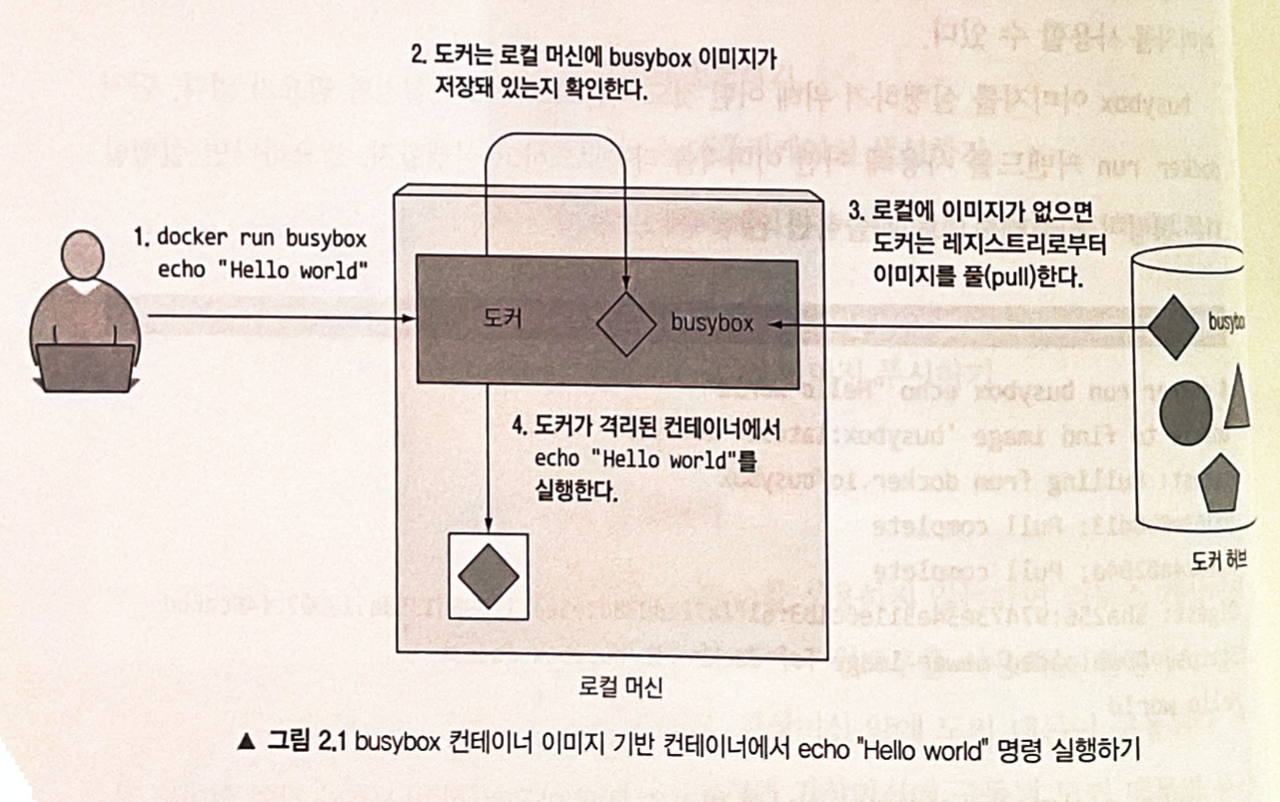 2. 도커는 로컬 머신에 busybox 이미지가
저장돼 있는지 확인한다.
1. docker run busybox
echo "Hello world"
3. 로컬에 이미지가 없으면
도커는 레지스트리로부터
이미지를 풀(pull)한다.
도커
busybox
busybo
4. 도커가 격리된 컨테이너에서
echo "Hello world"를
실행한다.
도커 허브
로컬 머신
▲ 그림 2.1 busybox 컨테이너 이미지 기반 컨테이너에서 echo "Hello world" 명령 실행하기